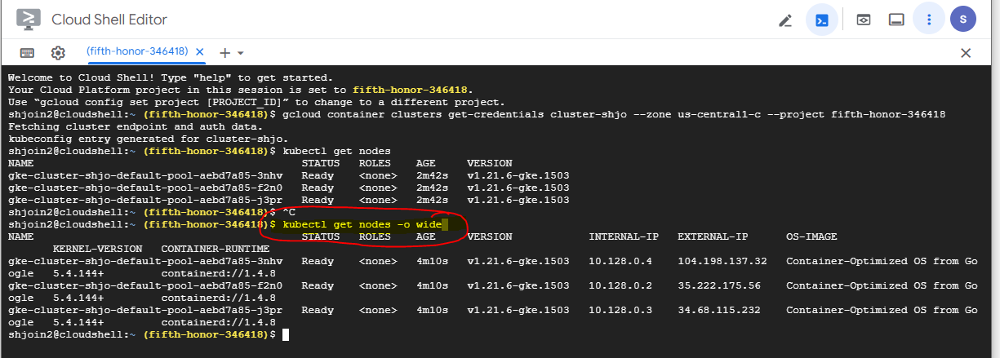 Cloud Shell Editor
S
(fifth-honor-346418)
Welcome to Cloud Shell! Type "help" to get started.
Your Cloud Platform project in this session is set to fifth-honor-346418.
Use “gcloud config set project [PROJECT_ID]” to change to a different project.
shjoin2@cloudshell:~ (fifth-honor-346418)$ gcloud container clusters get-credentials cluster-shjo --zone us-central1-c --project fifth-honor-346418
Fetching cluster endpoint and auth data.
kubeconfig entry generated for cluster-shjo.
shjoin2@cloudshell:~ (fifth-honor-346418)$ kubectl get nodes
NAME STATUS ROLES AGE VERSION
gke-cluster-shjo-default-pool-aebd7a85-3nhv Ready <none> 2m42s v1.21.6-gke.1503
gke-cluster-shjo-default-pool-aebd7a85-f2n0 Ready <none> 2m42s v1.21.6-gke.1503
gke-cluster-shjo-default-pool-aebd7a85-j3pr Ready <none> 2m42s v1.21.6-gke.1503
shjoin2@cloudshell:~ (fifth-honor-346418)$ ^C
shjoin2@cloudshell:~ (fifth-honor-346418)$ kubectl get nodes -o wide
NAME STATUS ROLES AGE VERSION INTERNAL-IP EXTERNAL-IP OS-IMAGE
KERNEL-VERSION CONTAINER-RUNTIME
gke-cluster-shjo-default-pool-aebd7a85-3nhv Ready <none> 4m10s v1.21.6-gke.1503 10.128.0.4 104.198.137.32 Container-Optimized OS from Go
ogle 5.4.144+ containerd://1.4.8
gke-cluster-shjo-default-pool-aebd7a85-f2n0 Ready <none> 4m10s v1.21.6-gke.1503 10.128.0.2 35.222.175.56 Container-Optimized OS from Go
ogle 5.4.144+ containerd://1.4.8
gke-cluster-shjo-default-pool-aebd7a85-j3pr Ready <none> 4m10s v1.21.6-gke.1503 10.128.0.3 34.68.115.232 Container-Optimized OS from Go
ogle 5.4.144+ containerd://1.4.8
shjoin2@cloudshell:~ (fifth-honor-346418)$